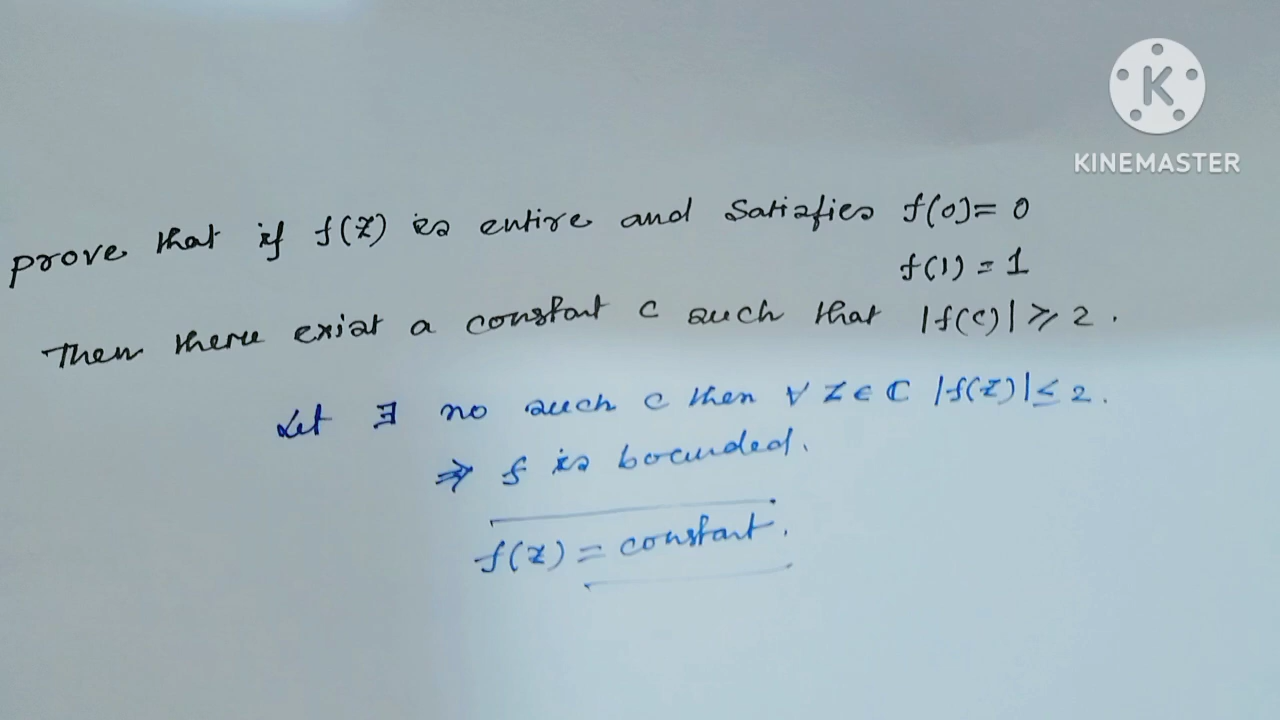 KINEMASTER
prove that if f(z) is entire and satisfies f(0)= 0
f(1) = 1
Then there exist a constant c such that |f(c)| ≥ 2 .
Let ∃ no such c then ∀ z ∈ ℂ |f(z)| ≤ 2 .
⇒ f is bounded.
f(z) = constant.